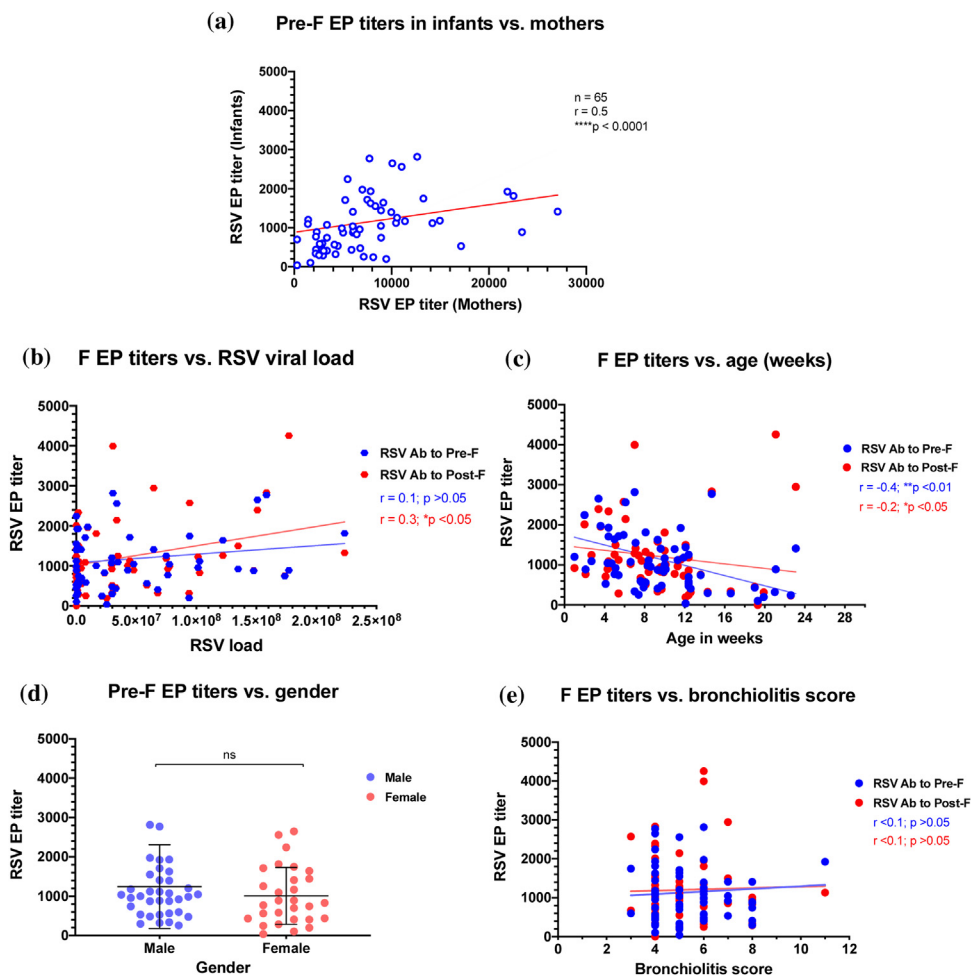 (a) Pre-F EP titers in infants vs. mothers
RSV EP titer (Infants)
5000
4000
3000
2000
1000
0
0 10000 20000 30000
RSV EP titer (Mothers)
n = 65
r = 0.5
****p < 0.0001
(b) F EP titers vs. RSV viral load
RSV EP titer
5000
4000
3000
2000
1000
0
0.0 5.0×10⁷ 1.0×10⁸ 1.5×10⁸ 2.0×10⁸ 2.5×10⁸
RSV load
RSV Ab to Pre-F
RSV Ab to Post-F
r = 0.1; p >0.05
r = 0.3; *p <0.05
(c) F EP titers vs. age (weeks)
RSV EP titer
5000
4000
3000
2000
1000
0
0 4 8 12 16 20 24 28
Age in weeks
RSV Ab to Pre-F
RSV Ab to Post-F
r = -0.4; **p <0.01
r = -0.2; *p <0.05
(d) Pre-F EP titers vs. gender
RSV EP titer
5000
4000
3000
2000
1000
0
ns
Male Female
Gender
Male
Female
(e) F EP titers vs. bronchiolitis score
RSV EP titer
5000
4000
3000
2000
1000
0
0 1 2 3 4 5 6 7 8 9 10 11 12
Bronchiolitis score
RSV Ab to Pre-F
RSV Ab to Post-F
r <0.1; p >0.05
r <0.1; p >0.05